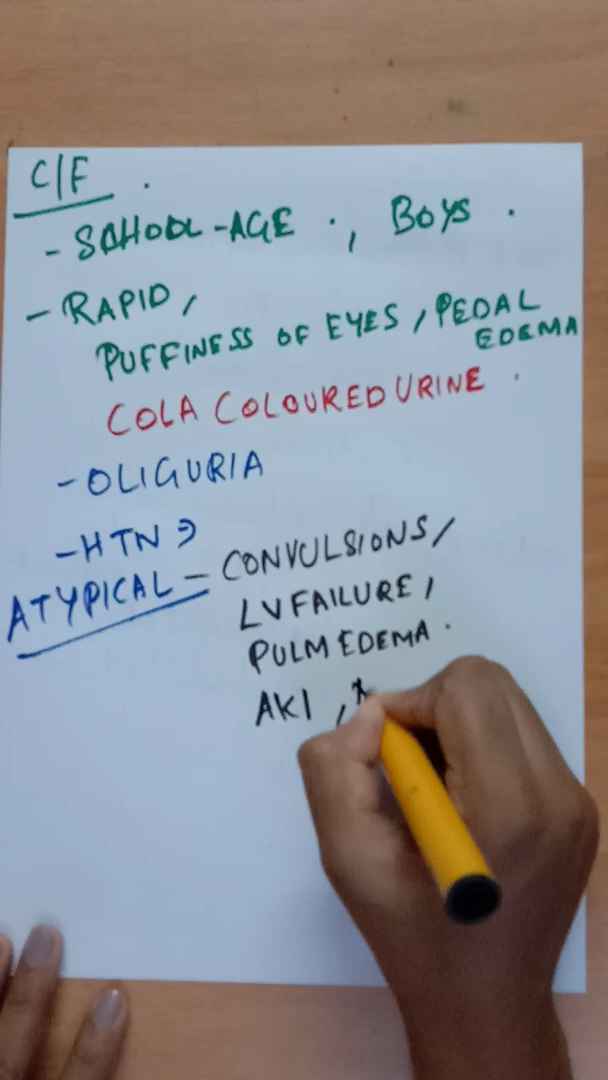 C/F .
- SCHOOL-AGE ., BOYS .
- RAPID,
PUFFINESS OF EYES, PEDAL
EDEMA
COLA COLOURED URINE .
- OLIGURIA
- HTN
ATYPICAL - CONVULSIONS,
LV FAILURE,
PULM EDEMA .
AKI,